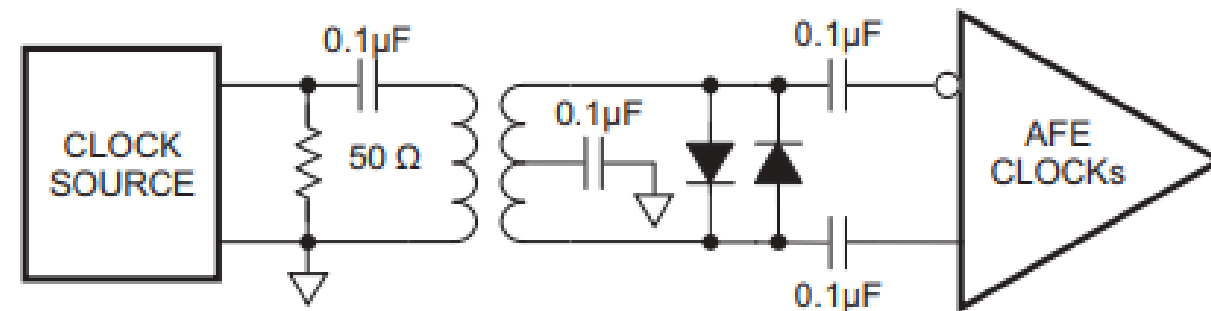 CLOCK
SOURCE
0.1µF
50 Ω
0.1µF
0.1µF
0.1µF
AFE
CLOCKs